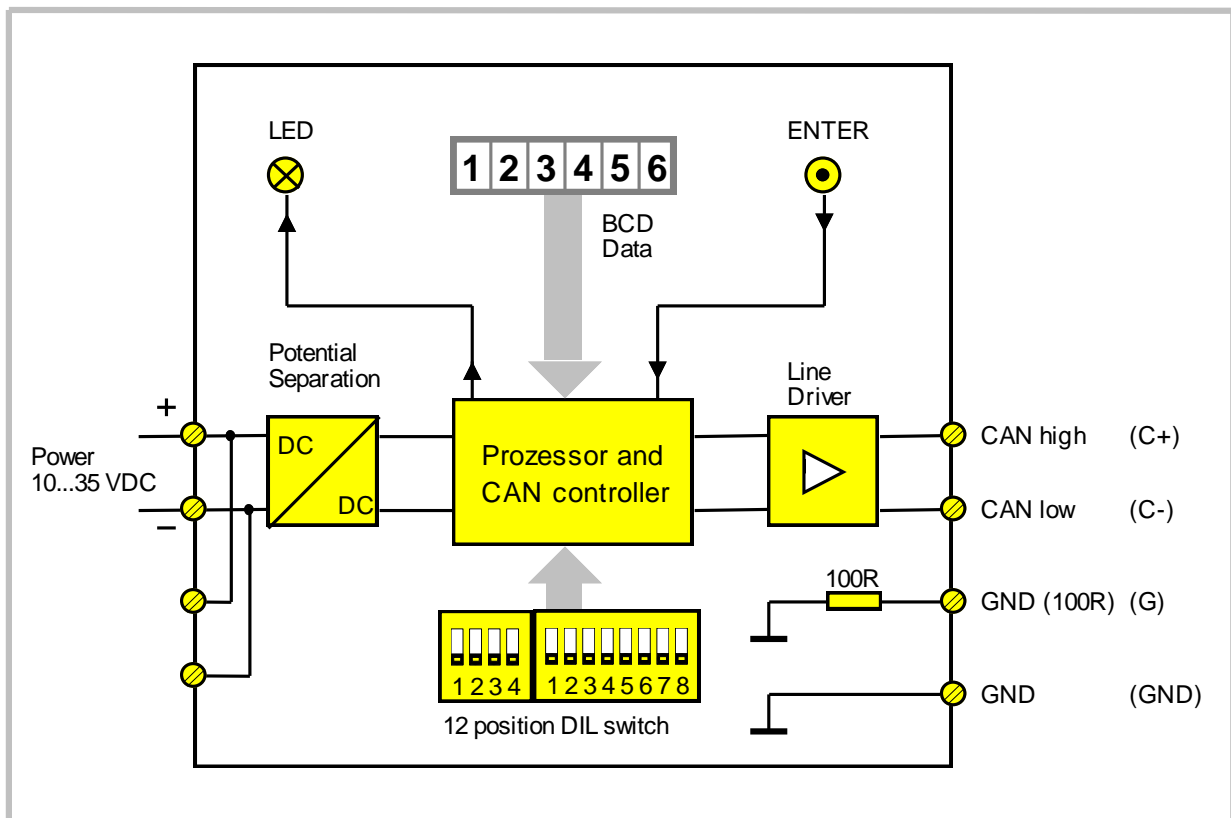 LED
ENTER
1 2 3 4 5 6
BCD
Data
Potential
Separation
Line
Driver
+
Power
10...35 VDC
−
DC
DC
Prozessor and
CAN controller
CAN high (C+)
CAN low (C-)
100R
GND (100R) (G)
1 2 3 4 1 2 3 4 5 6 7 8
GND (GND)
12 position DIL switch